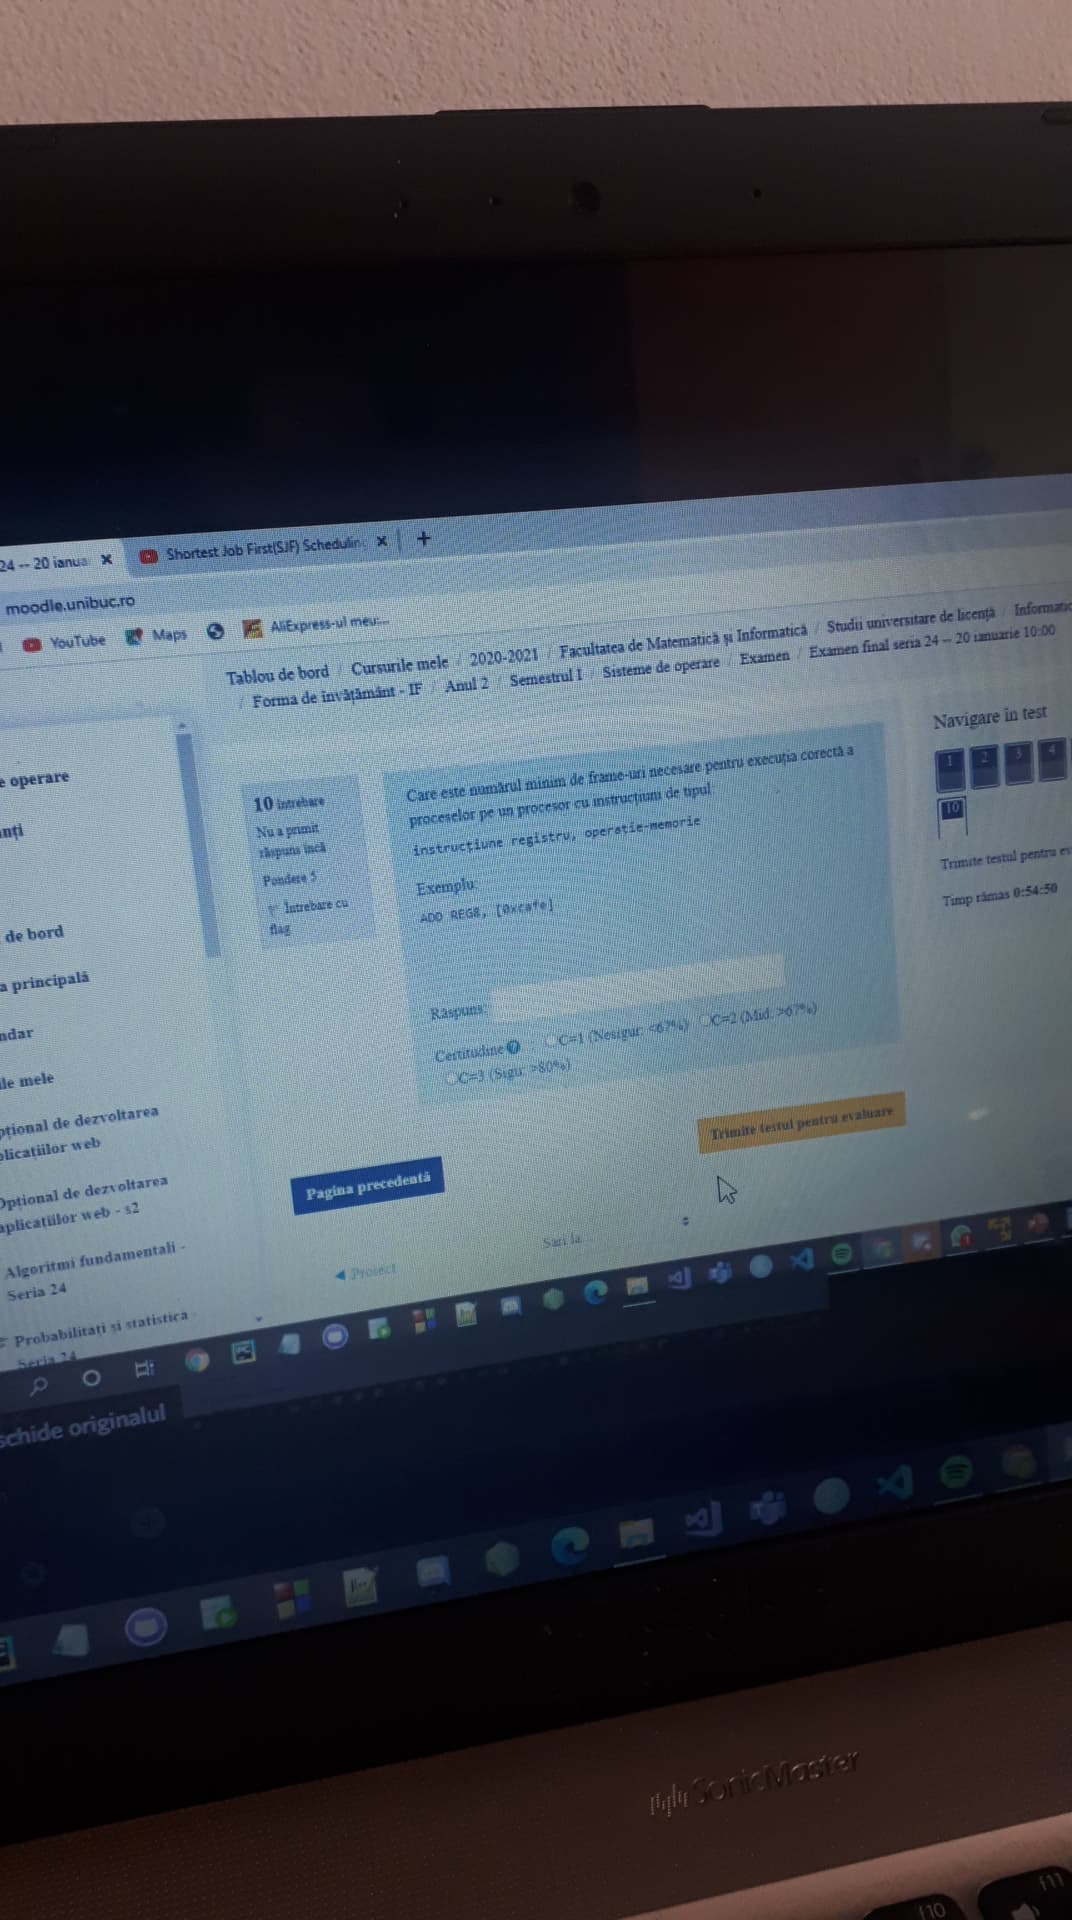 24 -- 20 ianua
Shortest Job First(SJF) Schedulin
moodle.unibuc.ro
YouTube
Maps
AliExpress-ul meu:...
Tablou de bord / Cursurile mele / 2020-2021 / Facultatea de Matematică și Informatică / Studii universitare de licență / Informatic
/ Forma de învățământ - IF / Anul 2 / Semestrul I / Sisteme de operare / Examen / Examen final seria 24 -- 20 ianuarie 10:00
e operare
nți
de bord
a principală
ndar
le mele
pțional de dezvoltarea
plicațiilor web
Opțional de dezvoltarea
aplicațiilor web - s2
Algoritmi fundamentali -
Seria 24
Probabilitați si statistica -
Seria 24
10 întrebare
Nu a primit
răspuns încă
Pondere 5
Întrebare cu
flag
Care este numărul minim de frame-uri necesare pentru execuția corectă a
proceselor pe un procesor cu instrucțiuni de tipul:
instrucțiune registru, operatie-memorie
Exemplu:
ADD REG8, [0xcafe]
Răspuns:
Certitudine C=1 (Nesigur: <67%) C=2 (Mid: >67%)
C=3 (Sigu: >80%)
Navigare în test
1 2 3 4
10
Trimite testul pentru ev
Timp rămas 0:54:50
Trimite testul pentru evaluare
Pagina precedentă
Sari la...
◄ Proiect
schide originalul
SonicMaster
f10
f11